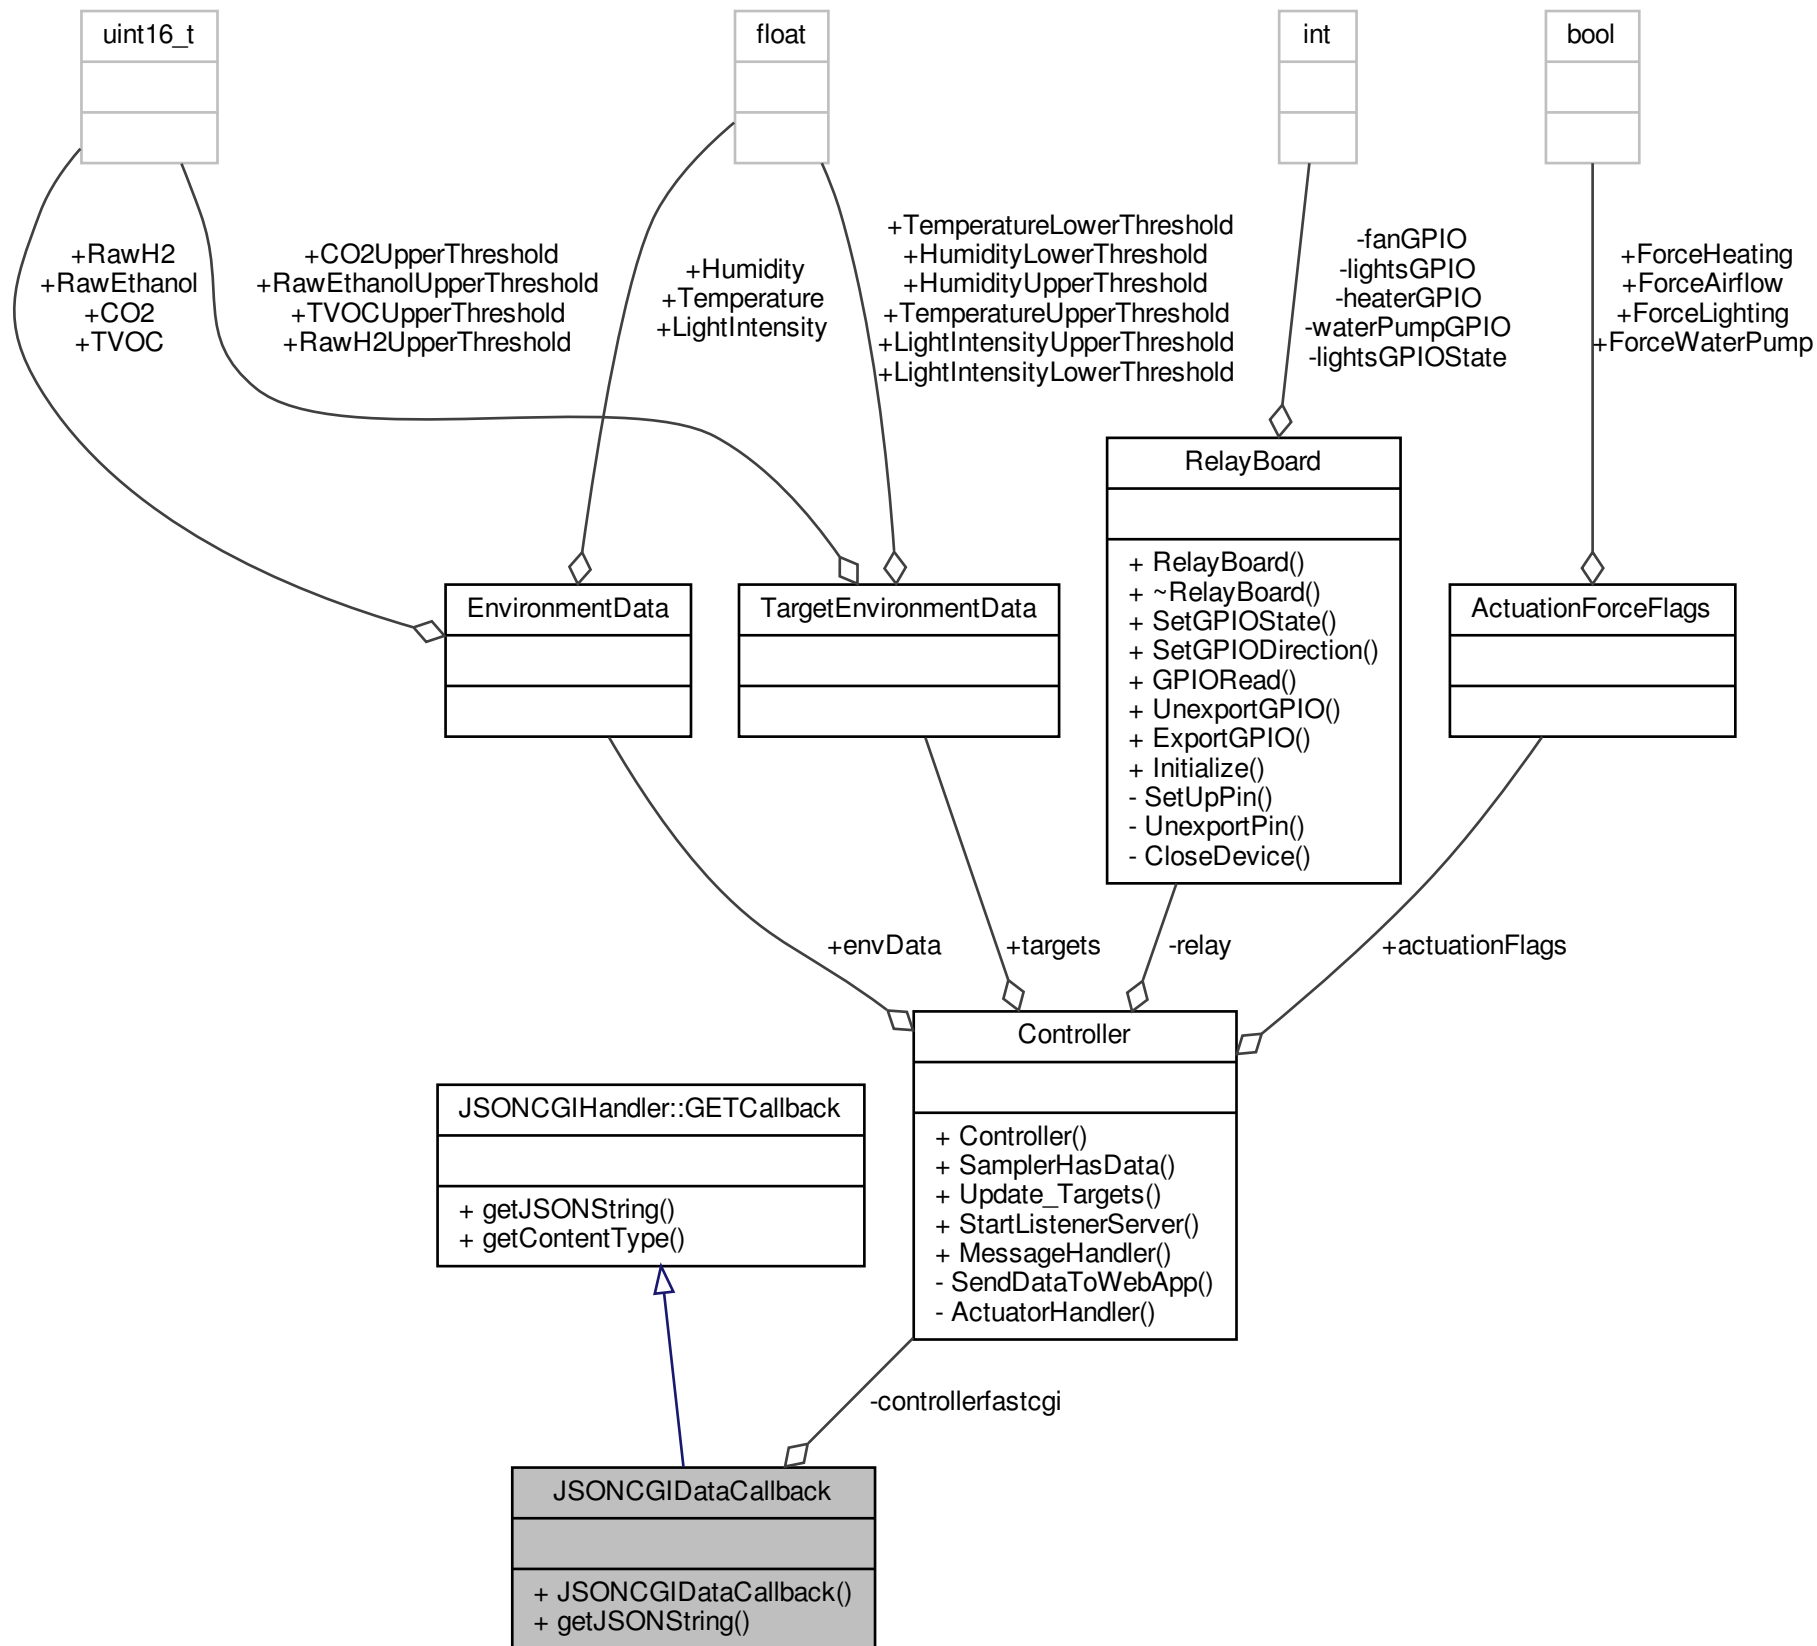 uint16_t
float
int
bool
+RawH2
+RawEthanol
+CO2
+TVOC
+CO2UpperThreshold
+RawEthanolUpperThreshold
+TVOCUpperThreshold
+RawH2UpperThreshold
+Humidity
+Temperature
+LightIntensity
+TemperatureLowerThreshold
+HumidityLowerThreshold
+HumidityUpperThreshold
+TemperatureUpperThreshold
+LightIntensityUpperThreshold
+LightIntensityLowerThreshold
-fanGPIO
-lightsGPIO
-heaterGPIO
-waterPumpGPIO
-lightsGPIOState
+ForceHeating
+ForceAirflow
+ForceLighting
+ForceWaterPump
EnvironmentData
TargetEnvironmentData
RelayBoard
+ RelayBoard()
+ ~RelayBoard()
+ SetGPIOState()
+ SetGPIODirection()
+ GPIORead()
+ UnexportGPIO()
+ ExportGPIO()
+ Initialize()
- SetUpPin()
- UnexportPin()
- CloseDevice()
ActuationForceFlags
+envData
+targets
-relay
+actuationFlags
Controller
+ Controller()
+ SamplerHasData()
+ Update_Targets()
+ StartListenerServer()
+ MessageHandler()
- SendDataToWebApp()
- ActuatorHandler()
JSONCGIHandler::GETCallback
+ getJSONString()
+ getContentType()
-controllerfastcgi
JSONCGIDataCallback
+ JSONCGIDataCallback()
+ getJSONString()